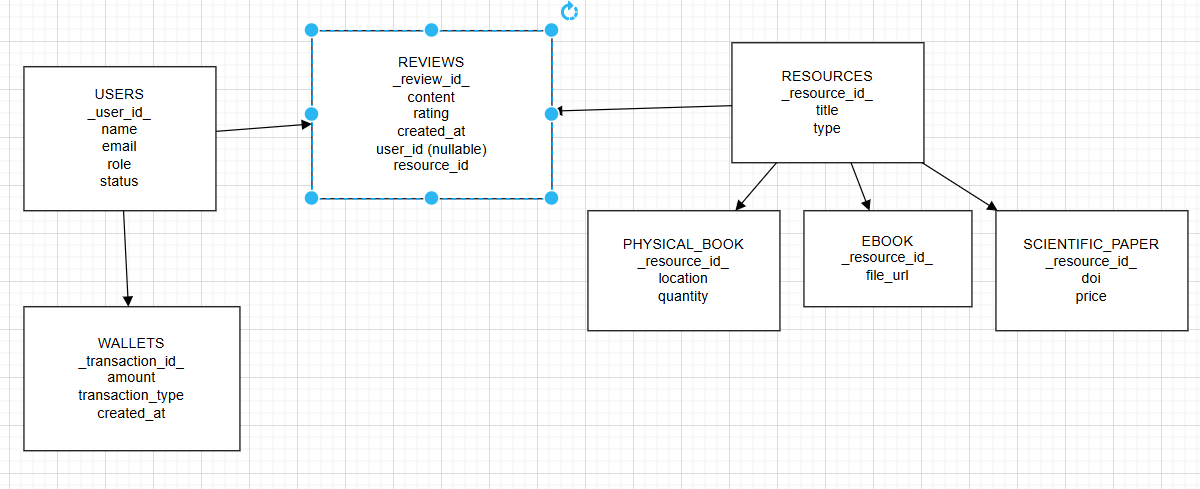 USERS
_user_id_
name
email
role
status
REVIEWS
_review_id_
content
rating
created_at
user_id (nullable)
resource_id
RESOURCES
_resource_id_
title
type
WALLETS
_transaction_id_
amount
transaction_type
created_at
PHYSICAL_BOOK
_resource_id_
location
quantity
EBOOK
_resource_id_
file_url
SCIENTIFIC_PAPER
_resource_id_
doi
price